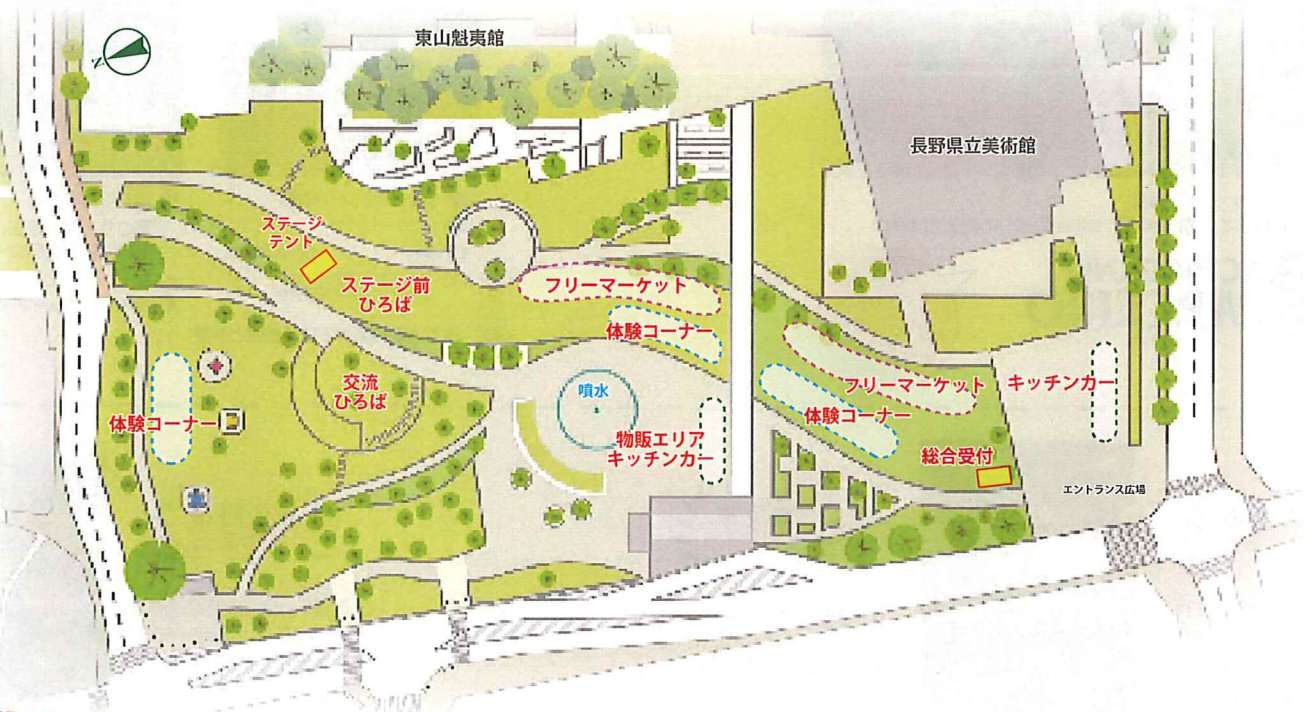 東山魁夷館
N
長野県立美術館
ステージ
テント
ステージ前
ひろば
フリーマーケット
体験コーナー
交流
ひろば
噴水
体験コーナー
物販エリア
キッチンカー
フリーマーケット
体験コーナー
キッチンカー
総合受付
エントランス広場